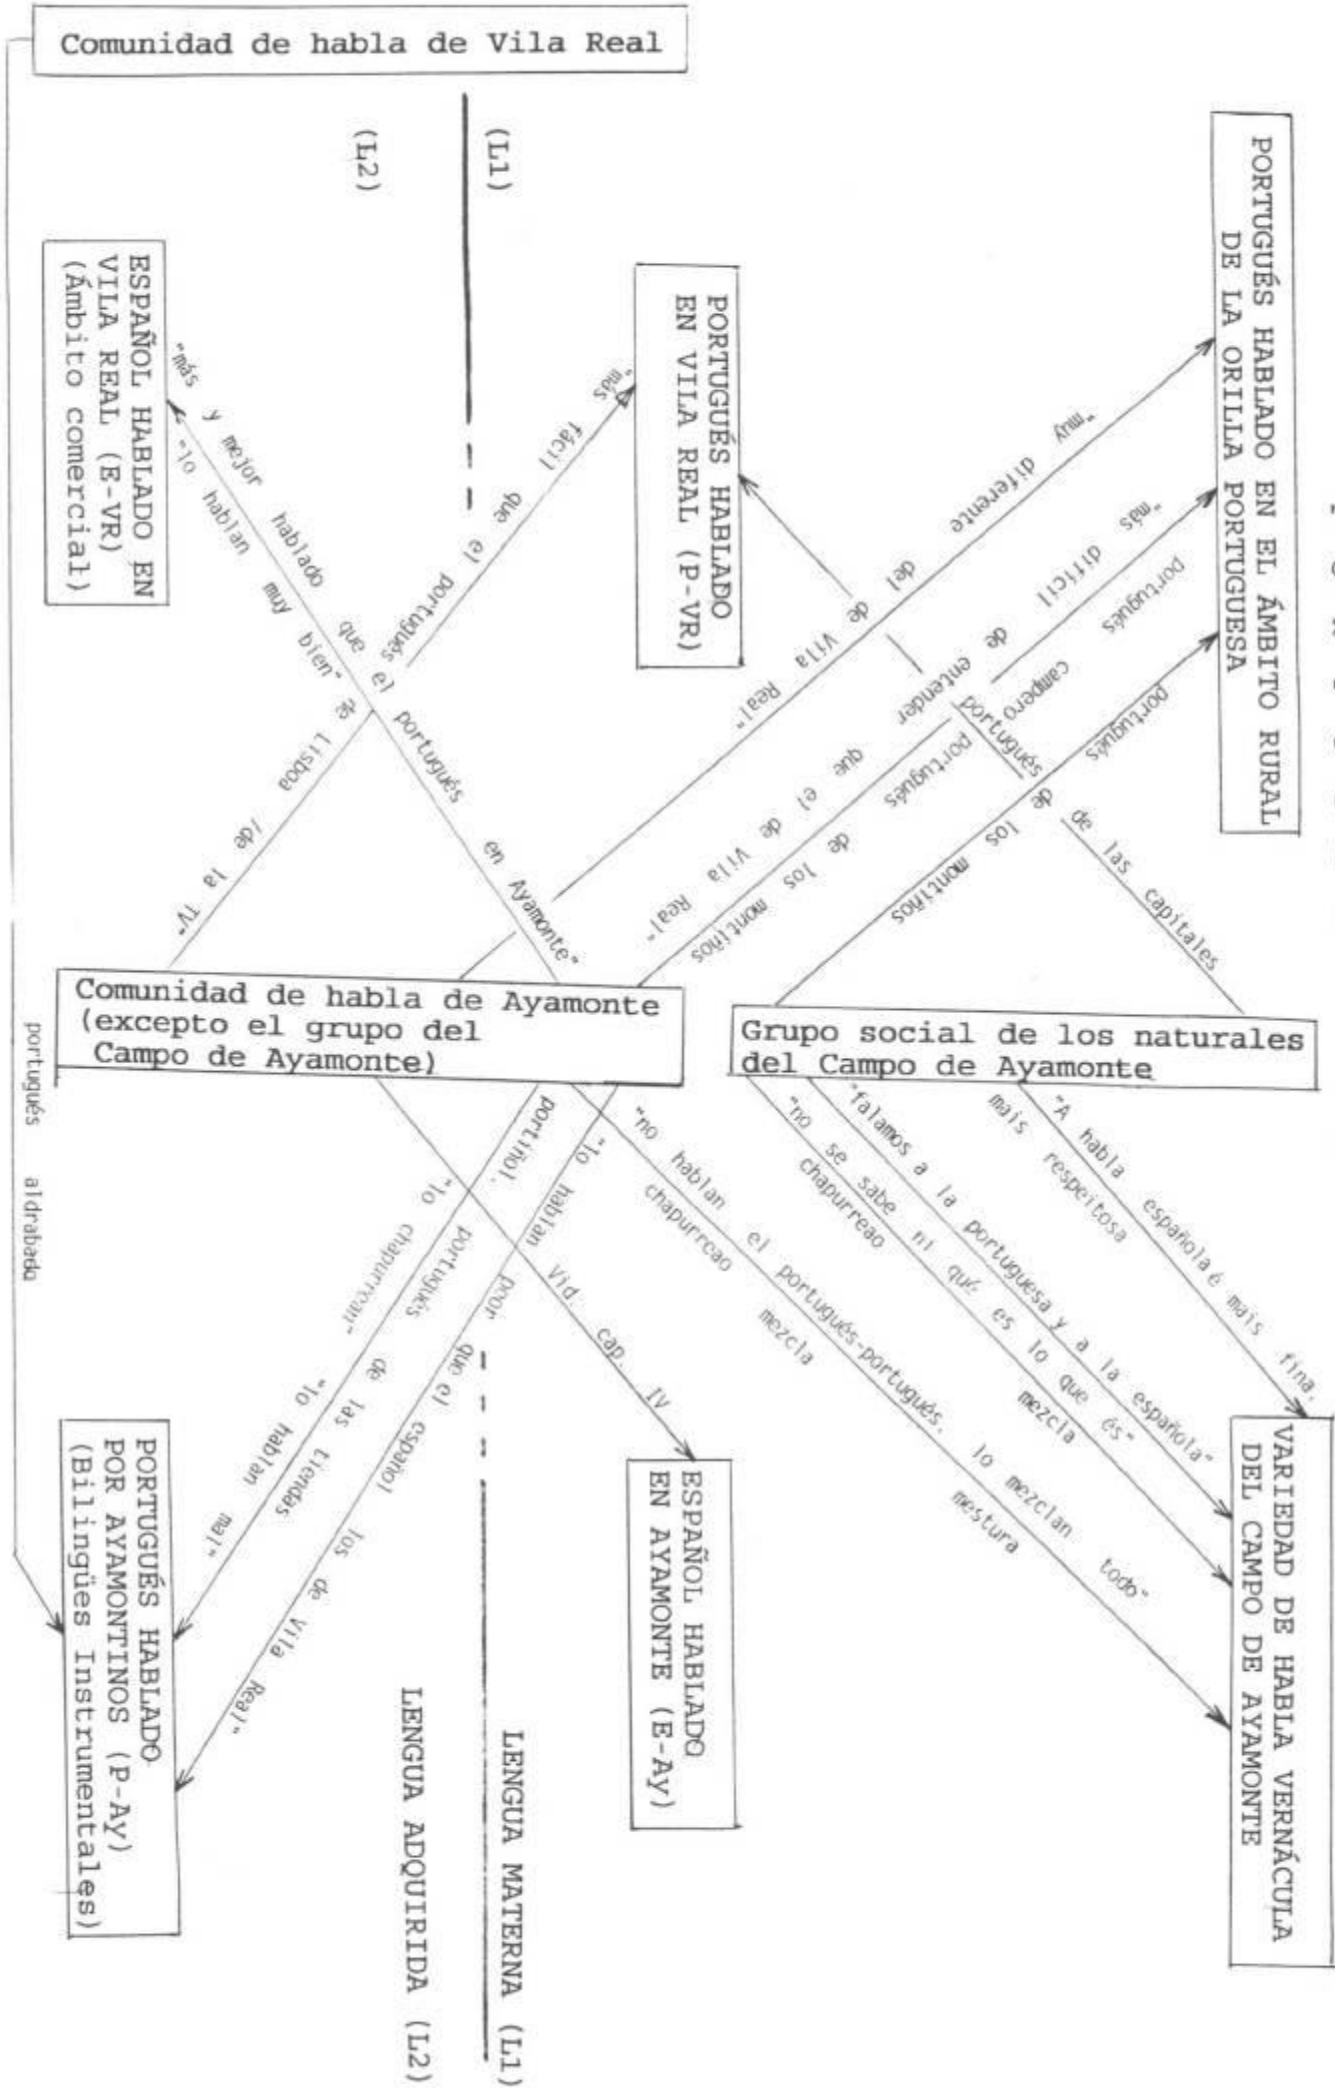 Comunidad de habla de Vila Real
(L1)
(L2)
PORTUGUÉS HABLADO EN EL ÁMBITO RURAL
DE LA ORILLA PORTUGUESA
PORTUGUÉS HABLADO
EN VILA REAL (P-VR)
ESPAÑOL HABLADO EN
VILA REAL (E-VR)
(Ámbito comercial)
"muy diferente del de Vila Real"
"más difícil de entender que el de Vila Real"
portugués campero portugués de los montiños
portugués de los montiños
portugués de las capitales
"más fácil que el portugués de Lisboa /de la TV"
"más y mejor hablado que el portugués en Ayamonte"
"lo hablan muy bien"
Comunidad de habla de Ayamonte
(excepto el grupo del
Campo de Ayamonte)
Grupo social de los naturales
del Campo de Ayamonte
"A habla española é mais fina,
mais respeitosa
"falamos a la portuguesa y a la española"
"no se sabe ni qué es lo que és"
chapurreao mezcla
"no hablan el portugués-portugués, lo mezclan todo"
chapurreao mezcla mestura
Vid. cap. IV
"lo hablan peor que el español los de Vila Real"
portiñol. portugués de las tiendas
"lo chapurrean" "lo hablan mal"
portugués aldrabado
VARIEDAD DE HABLA VERNÁCULA
DEL CAMPO DE AYAMONTE
ESPAÑOL HABLADO
EN AYAMONTE (E-Ay)
PORTUGUÉS HABLADO
POR AYAMONTINOS (P-Ay)
(Bilingües Instrumentales)
LENGUA MATERNA (L1)
LENGUA ADQUIRIDA (L2)